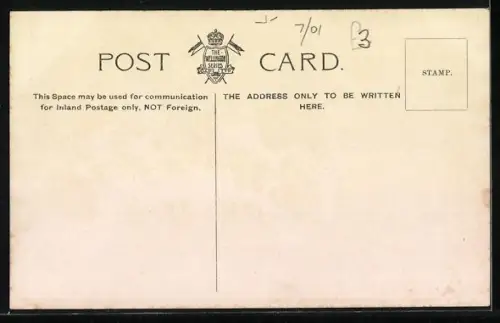 7/01
£3
POST CARD.
THE
WELLINGTON
SERIES
STAMP.
This Space may be used for communication
for Inland Postage only, NOT Foreign.
THE ADDRESS ONLY TO BE WRITTEN
HERE.